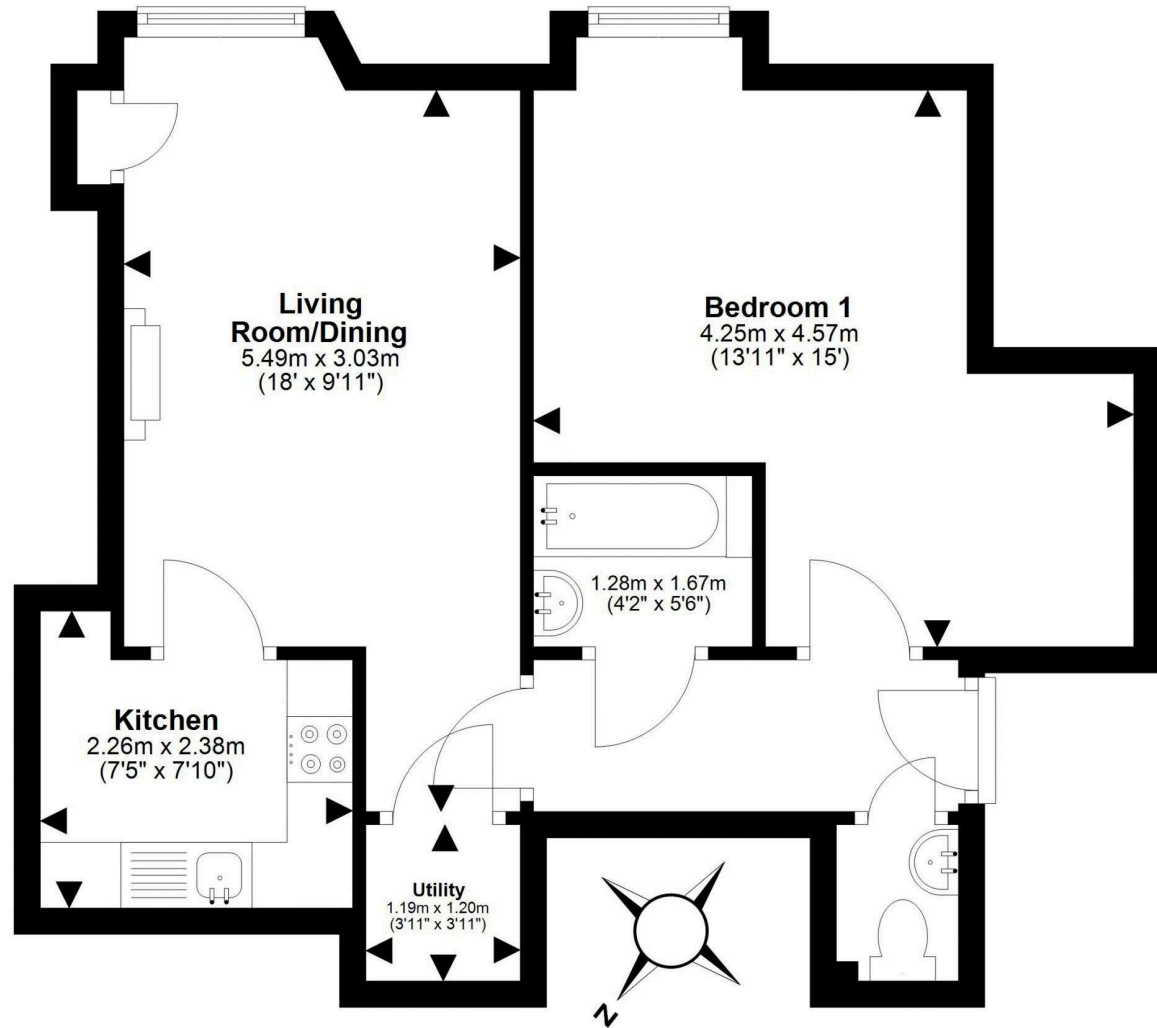 Living
Room/Dining
5.49m x 3.03m
(18' x 9'11")
Bedroom 1
4.25m x 4.57m
(13'11" x 15')
1.28m x 1.67m
(4'2" x 5'6")
Kitchen
2.26m x 2.38m
(7'5" x 7'10")
Utility
1.19m x 1.20m
(3'11" x 3'11")
N